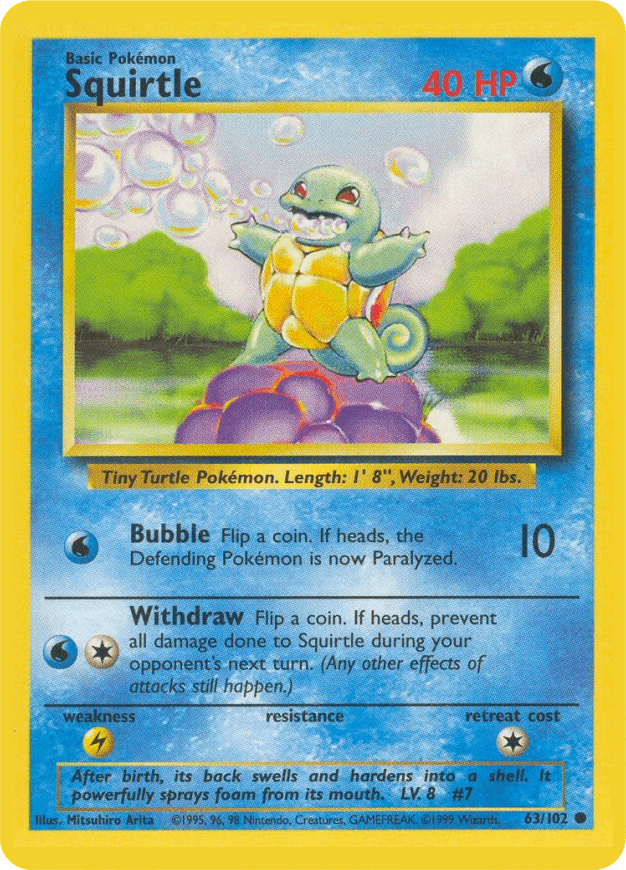 Basic Pokémon
Squirtle 40 HP
Tiny Turtle Pokémon. Length: 1' 8", Weight: 20 lbs.
Bubble Flip a coin. If heads, the
Defending Pokémon is now Paralyzed.
10
Withdraw Flip a coin. If heads, prevent
all damage done to Squirtle during your
opponent's next turn. (Any other effects of
attacks still happen.)
weakness resistance retreat cost
After birth, its back swells and hardens into a shell. It
powerfully sprays foam from its mouth. LV. 8 #7
Illus. Mitsuhiro Arita ©1995, 96, 98 Nintendo, Creatures, GAMEFREAK. ©1999 Wizards. 63/102